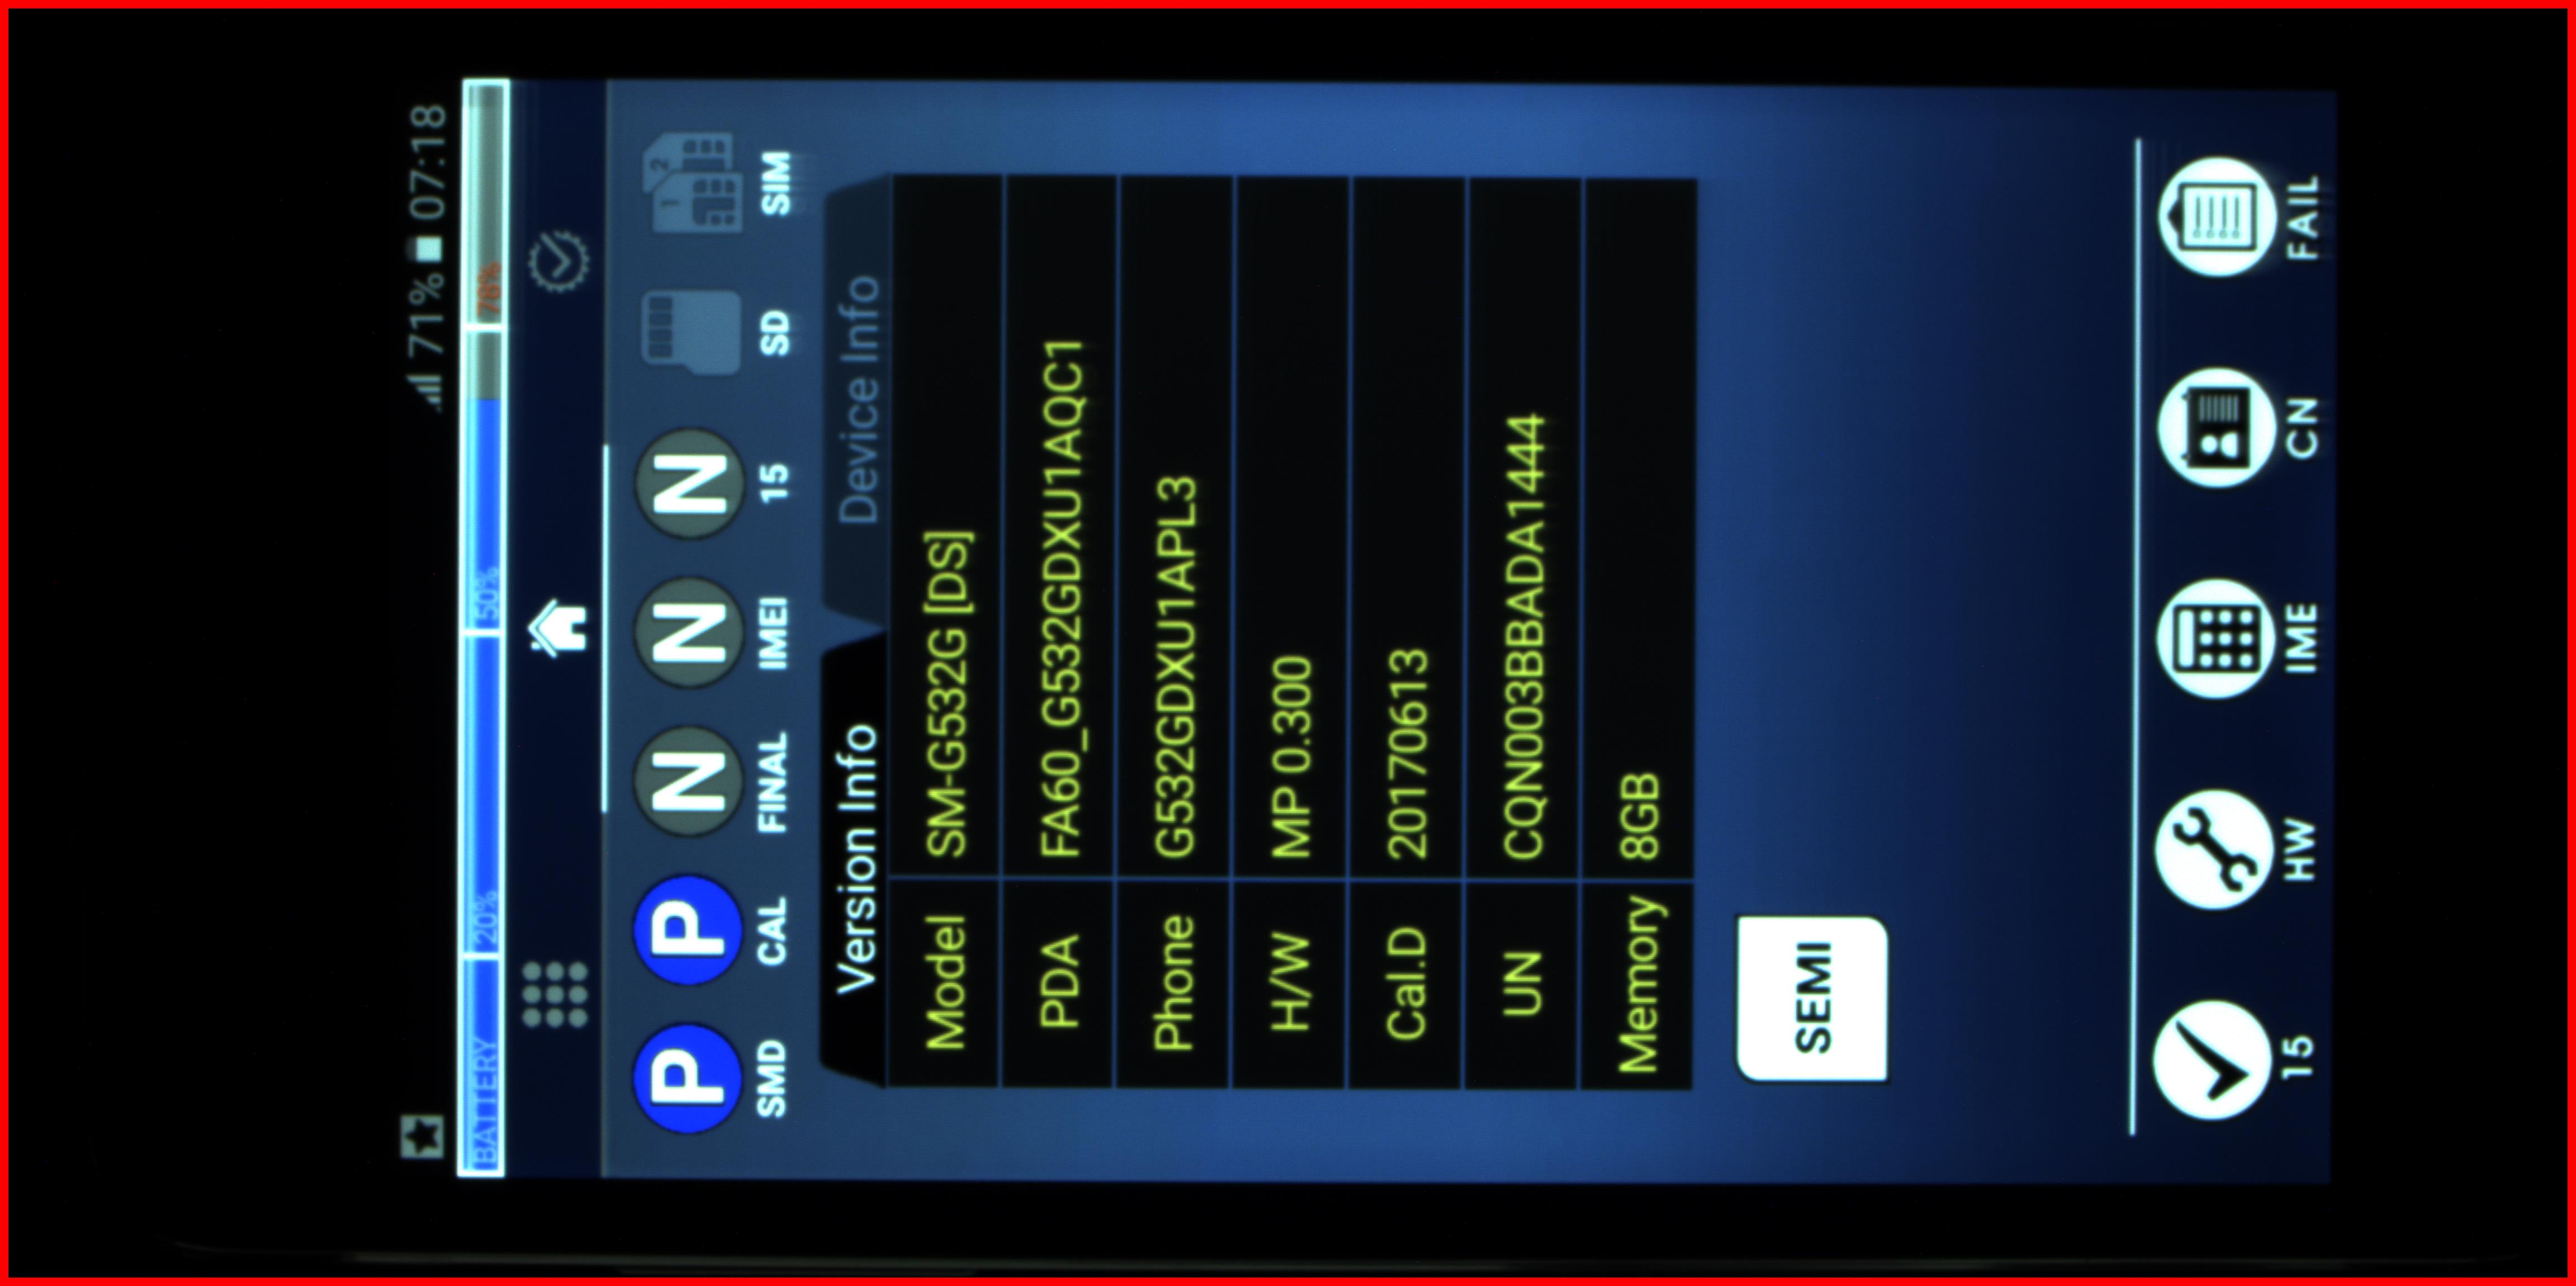 71% 07:18
BATTERY 20% 50% 78%
P P N N N
SMD CAL FINAL IMEI 15 SD SIM
Version Info Device Info
Model SM-G532G [DS]
PDA FA60_G532GDXU1AQC1
Phone G532GDXU1APL3
H/W MP 0.300
Cal.D 20170613
UN CQN003BBADA1444
Memory 8GB
SEMI
15 HW IME CN FAIL